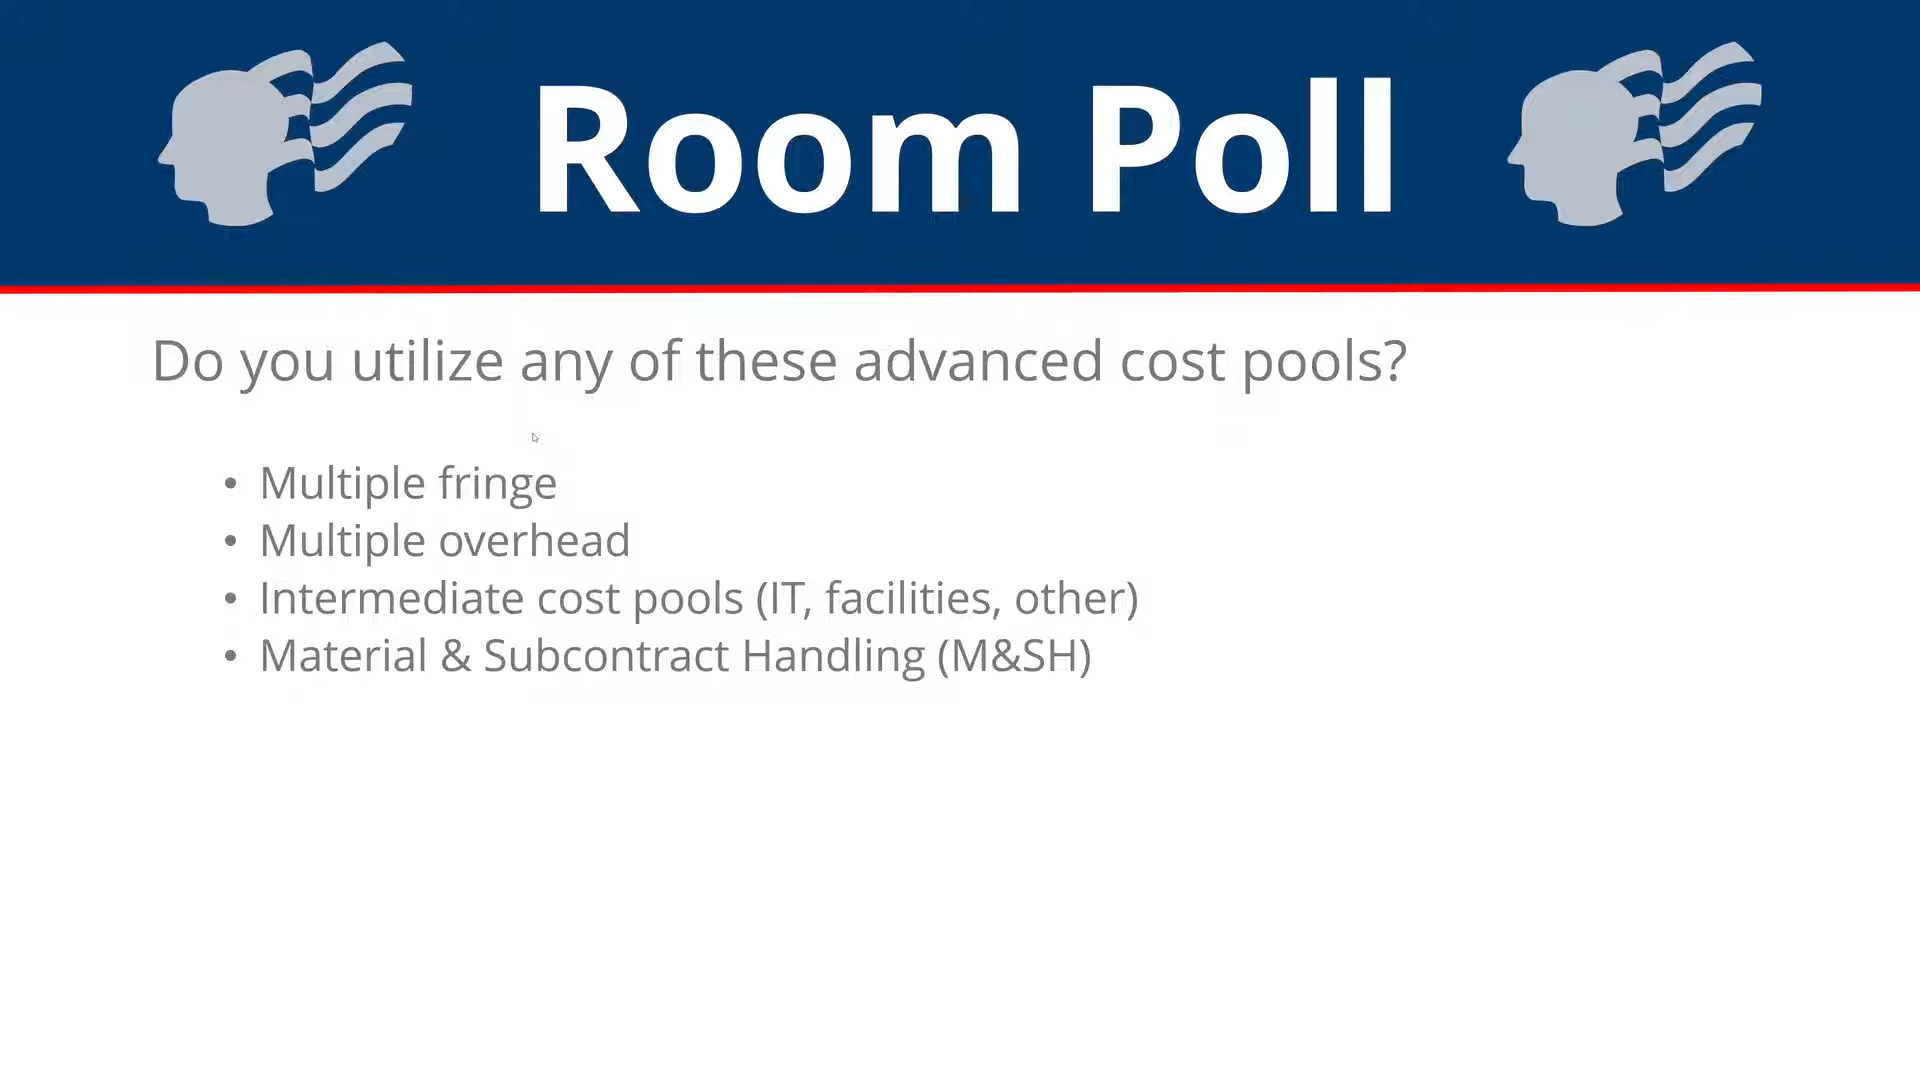 Room Poll
Do you utilize any of these advanced cost pools?
• Multiple fringe
• Multiple overhead
• Intermediate cost pools (IT, facilities, other)
• Material & Subcontract Handling (M&SH)